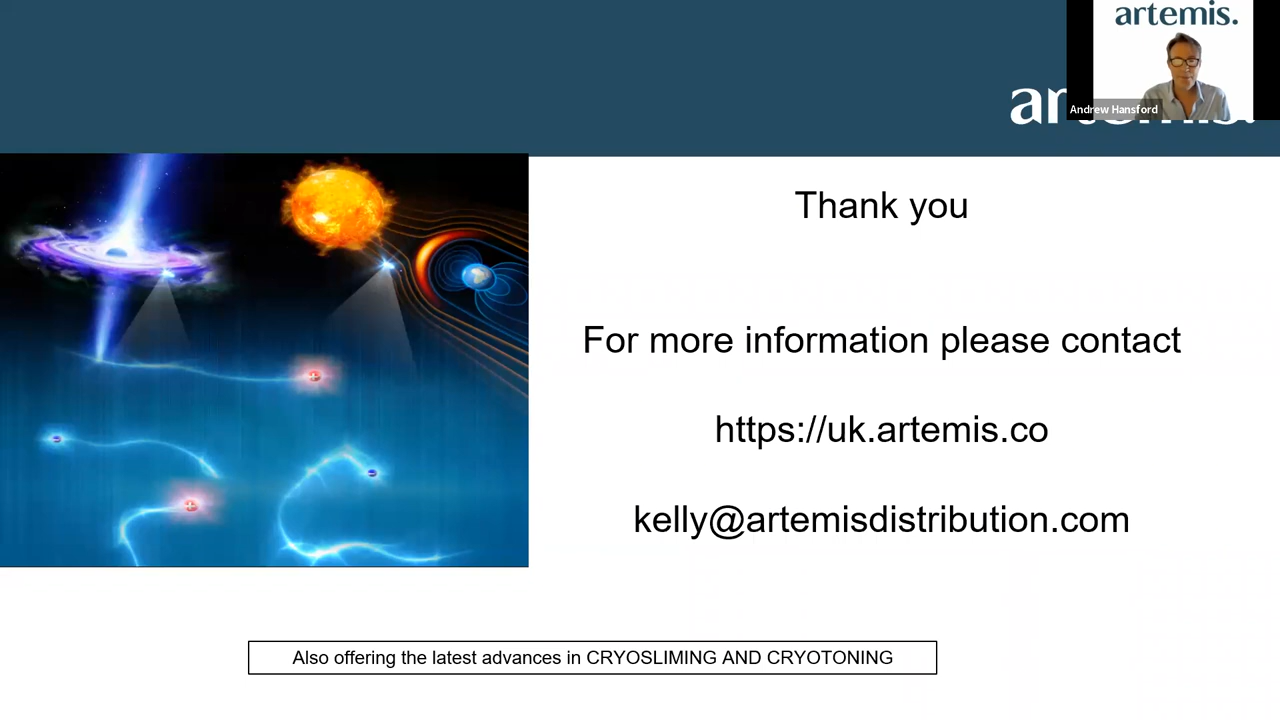 artemis.
Andrew Hansford
Thank you
For more information please contact
https://uk.artemis.co
kelly@artemisdistribution.com
Also offering the latest advances in CRYOSLIMING AND CRYOTONING